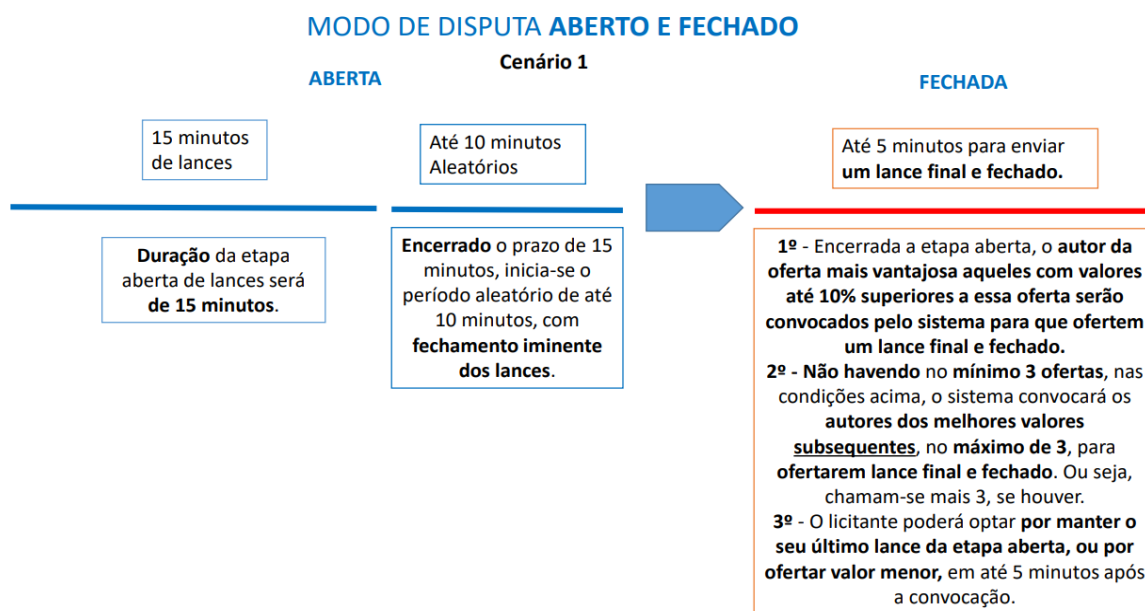 MODO DE DISPUTA ABERTO E FECHADO
Cenário 1
ABERTA
FECHADA
15 minutos
de lances
Até 10 minutos
Aleatórios
Até 5 minutos para enviar
um lance final e fechado.
Duração da etapa
aberta de lances será
de 15 minutos.
Encerrado o prazo de 15
minutos, inicia-se o
período aleatório de até
10 minutos, com
fechamento iminente
dos lances.
1º - Encerrada a etapa aberta, o autor da
oferta mais vantajosa aqueles com valores
até 10% superiores a essa oferta serão
convocados pelo sistema para que ofertem
um lance final e fechado.
2º - Não havendo no mínimo 3 ofertas, nas
condições acima, o sistema convocará os
autores dos melhores valores
subsequentes, no máximo de 3, para
ofertarem lance final e fechado. Ou seja,
chamam-se mais 3, se houver.
3º - O licitante poderá optar por manter o
seu último lance da etapa aberta, ou por
ofertar valor menor, em até 5 minutos após
a convocação.